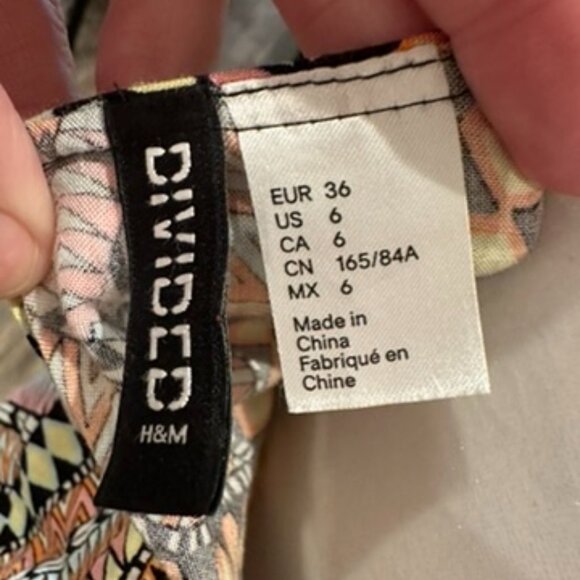 DIVIDED
H&M
EUR 36
US 6
CA 6
CN 165/84A
MX 6
Made in
China
Fabriqué en
Chine